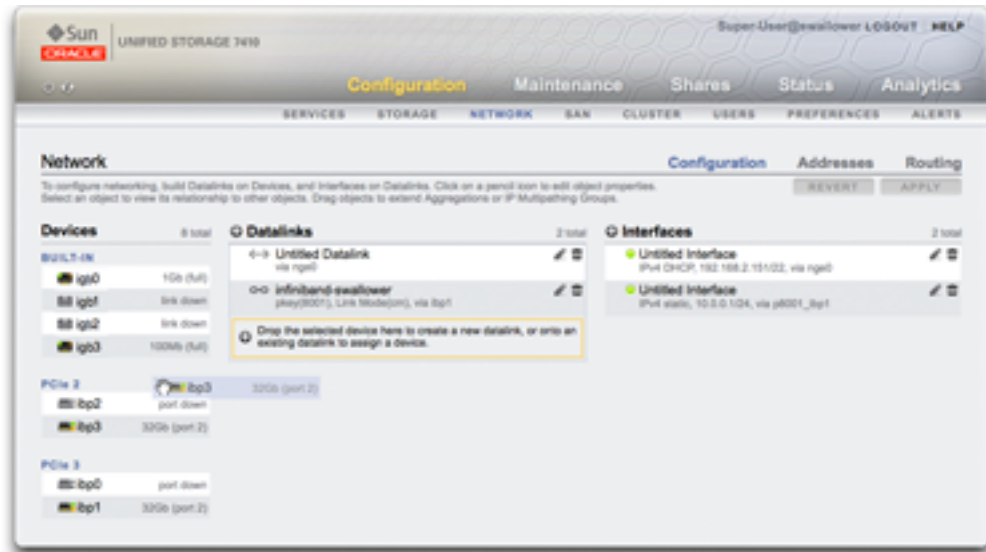 Sun
ORACLE
UNIFIED STORAGE 7410
Super-User@swallower LOGOUT HELP
Configuration Maintenance Shares Status Analytics
SERVICES STORAGE NETWORK SAN CLUSTER USERS PREFERENCES ALERTS
Network
Configuration Addresses Routing
To configure networking, build Datalinks on Devices, and Interfaces on Datalinks. Click on a pencil icon to edit object properties.
Select an object to view its relationship to other objects. Drag objects to extend Aggregations or IP Multipathing Groups.
REVERT APPLY
Devices 8 total
BUILT-IN
igb0 1Gb (full)
igb1 link down
igb2 link down
igb3 100Mb (full)
PCIe 2
ibp3 32Gb (port 2)
ibp2 port down
ibp3 32Gb (port 2)
PCIe 3
ibp0 port down
ibp1 32Gb (port 2)
Datalinks 2 total
Untitled Datalink
via nge0
infiniband-swallower
pkey(8001), Link Mode(cm), via ibp1
Drop the selected device here to create a new datalink, or onto an
existing datalink to assign a device.
Interfaces 2 total
Untitled Interface
IPv4 DHCP, 192.168.2.151/22, via nge0
Untitled Interface
IPv4 static, 10.0.0.1/24, via p8001_ibp1